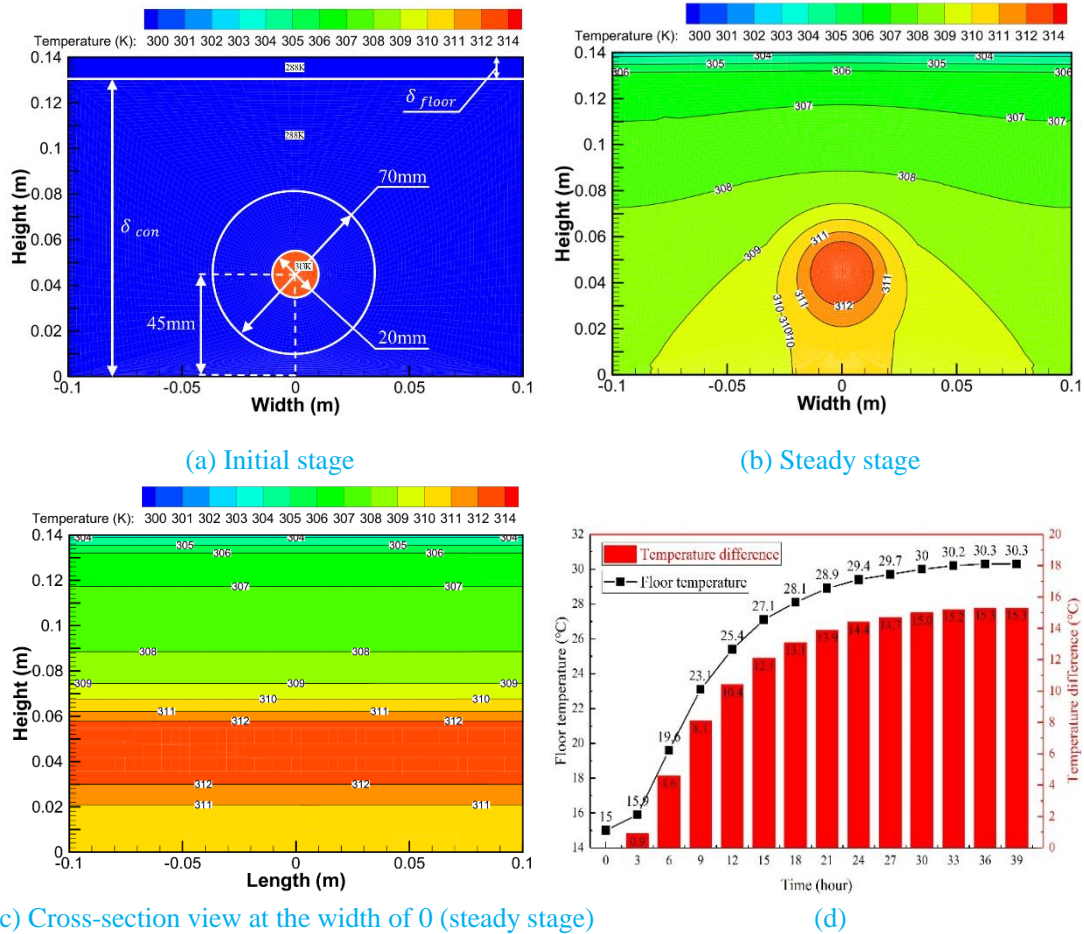 Temperature (K): 300 301 302 303 304 305 306 307 308 309 310 311 312 314
0.14
0.12
0.1
0.08
0.06
0.04
0.02
0
Height (m)
288K
δ floor
288K
δ con
70mm
45mm
20mm
-0.1 -0.05 0 0.05 0.1
Width (m)
(a) Initial stage
Temperature (K): 300 301 302 303 304 305 306 307 308 309 310 311 312 314
0.14
0.12
0.1
0.08
0.06
0.04
0.02
0
Height (m)
304 304
305 305
306 306 306
307 307 307
308 308
309 309
311
311 311
310 310
312
310
-0.1 -0.05 0 0.05 0.1
Width (m)
(b) Steady stage
Temperature (K): 300 301 302 303 304 305 306 307 308 309 310 311 312 314
0.14
0.12
0.1
0.08
0.06
0.04
0.02
0
Height (m)
304 304 304
305 305
306 306
307 307
308 308
309 309 309
310 310
311 311
312 312
312 312
311 311
-0.1 -0.05 0 0.05 0.1
Length (m)
c) Cross-section view at the width of 0 (steady stage)
Temperature difference
Floor temperature
32
30
28
26
24
22
20
18
16
14
Floor temperature (°C)
15 15.9 19.6 23.1 25.4 27.1 28.1 28.9 29.4 29.7 30 30.2 30.3 30.3
0.9 4.6 8.1 10.4 12.1 13.1 13.9 14.4 14.7 15.0 15.2 15.3 15.3
20
18
16
14
12
10
8
6
4
2
0
Temperature difference (°C)
0 3 6 9 12 15 18 21 24 27 30 33 36 39
Time (hour)
(d)